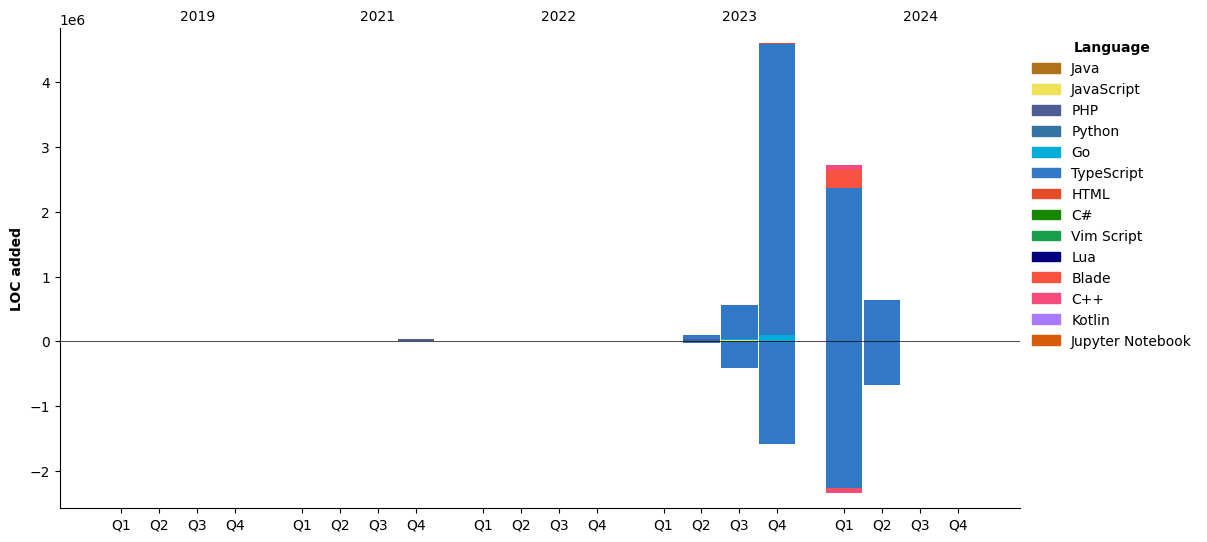 2019 2021 2022 2023 2024
1e6
Language
Java
JavaScript
PHP
Python
Go
TypeScript
HTML
C#
Vim Script
Lua
Blade
C++
Kotlin
Jupyter Notebook
LOC added
4
3
2
1
0
−1
−2
Q1 Q2 Q3 Q4 Q1 Q2 Q3 Q4 Q1 Q2 Q3 Q4 Q1 Q2 Q3 Q4 Q1 Q2 Q3 Q4